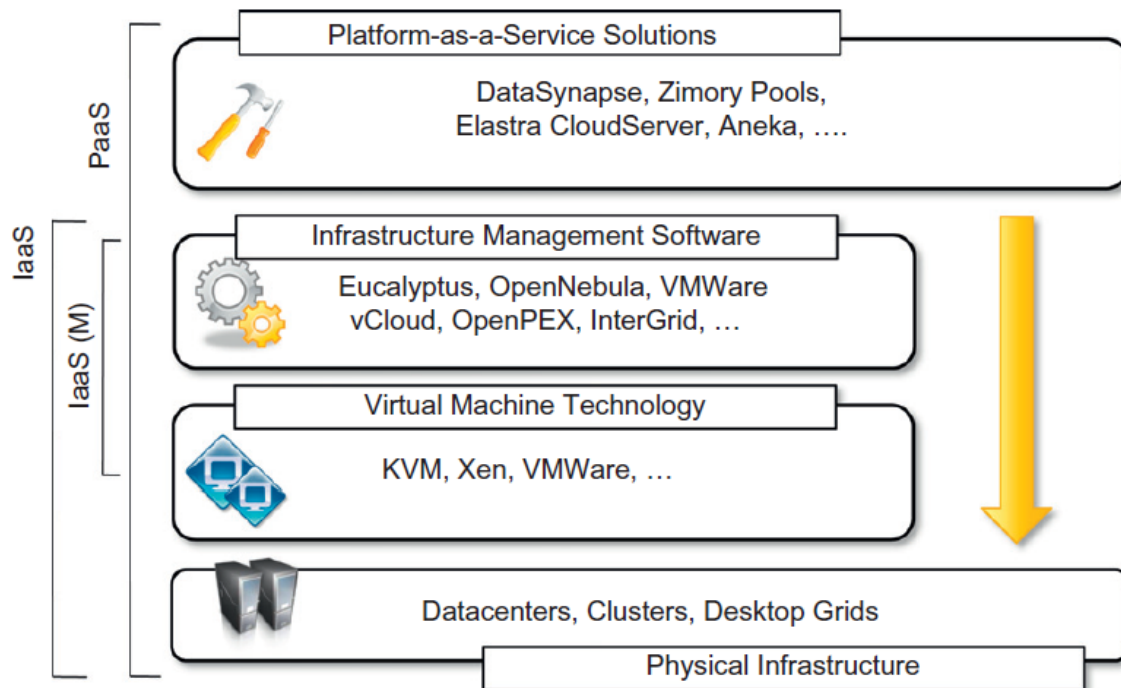 Platform-as-a-Service Solutions
DataSynapse, Zimory Pools,
Elastra CloudServer, Aneka, ….
PaaS
IaaS
IaaS (M)
Infrastructure Management Software
Eucalyptus, OpenNebula, VMWare
vCloud, OpenPEX, InterGrid, …
Virtual Machine Technology
KVM, Xen, VMWare, …
Datacenters, Clusters, Desktop Grids
Physical Infrastructure